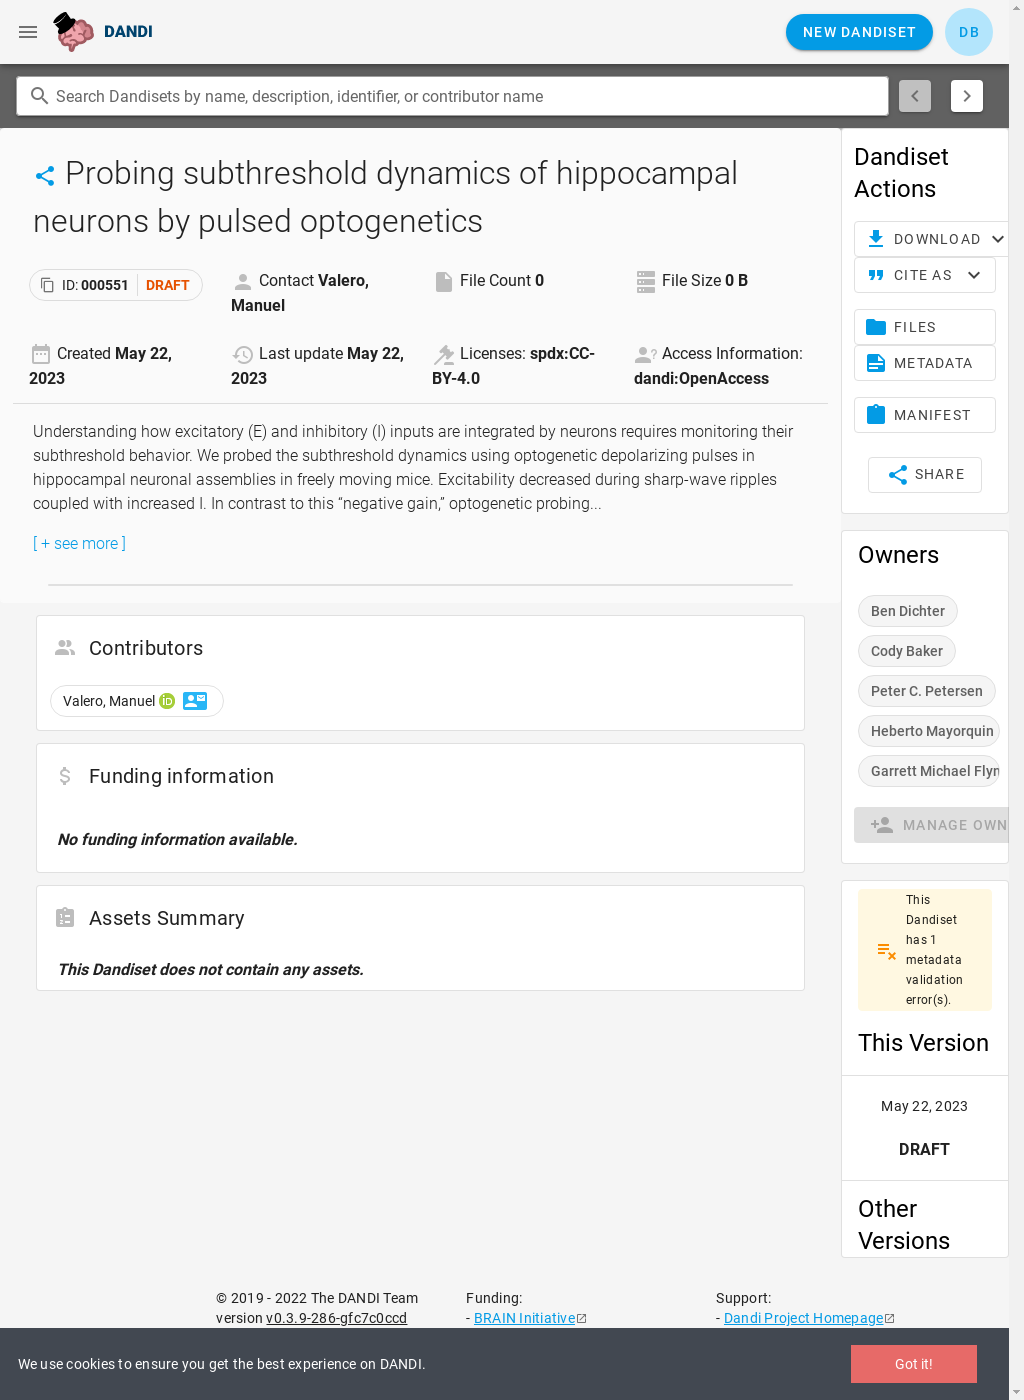 DANDI
NEW DANDISET
DB
Search Dandisets by name, description, identifier, or contributor name
Probing subthreshold dynamics of hippocampal
neurons by pulsed optogenetics
ID: 000551 DRAFT
Contact Valero,
Manuel
File Count 0
File Size 0 B
Created May 22,
2023
Last update May 22,
2023
Licenses: spdx:CC-
BY-4.0
Access Information:
dandi:OpenAccess
Understanding how excitatory (E) and inhibitory (I) inputs are integrated by neurons requires monitoring their
subthreshold behavior. We probed the subthreshold dynamics using optogenetic depolarizing pulses in
hippocampal neuronal assemblies in freely moving mice. Excitability decreased during sharp-wave ripples
coupled with increased I. In contrast to this “negative gain,” optogenetic probing...
[ + see more ]
Contributors
Valero, Manuel
Funding information
No funding information available.
Assets Summary
This Dandiset does not contain any assets.
Dandiset
Actions
DOWNLOAD
CITE AS
FILES
METADATA
MANIFEST
SHARE
Owners
Ben Dichter
Cody Baker
Peter C. Petersen
Heberto Mayorquin
Garrett Michael Flyn
MANAGE OWN
This
Dandiset
has 1
metadata
validation
error(s).
This Version
May 22, 2023
DRAFT
Other
Versions
© 2019 - 2022 The DANDI Team
version v0.3.9-286-gfc7c0ccd
Funding:
- BRAIN Initiative
Support:
- Dandi Project Homepage
We use cookies to ensure you get the best experience on DANDI.
Got it!